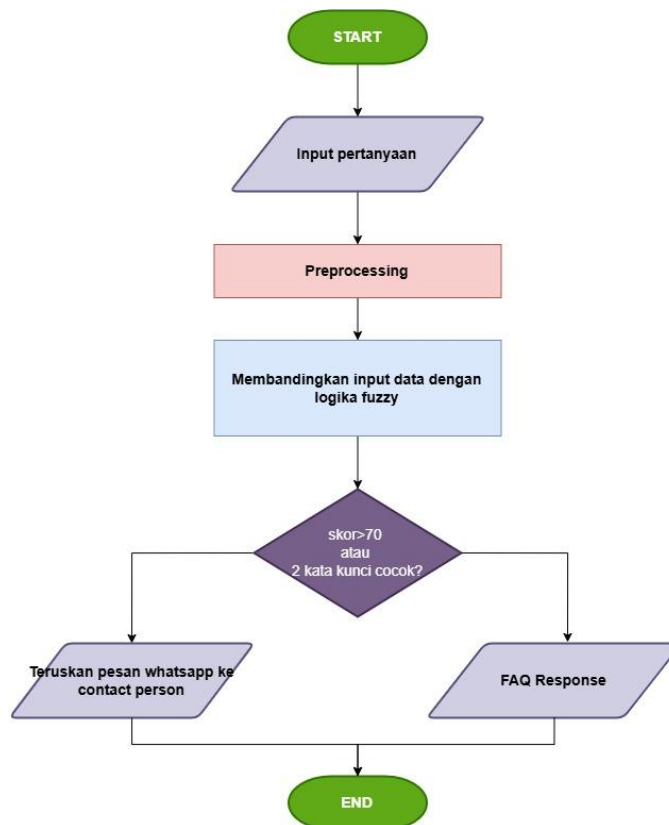 START
Input pertanyaan
Preprocessing
Membandingkan input data dengan
logika fuzzy
skor>70
atau
2 kata kunci cocok?
Teruskan pesan whatsapp ke
contact person
FAQ Response
END